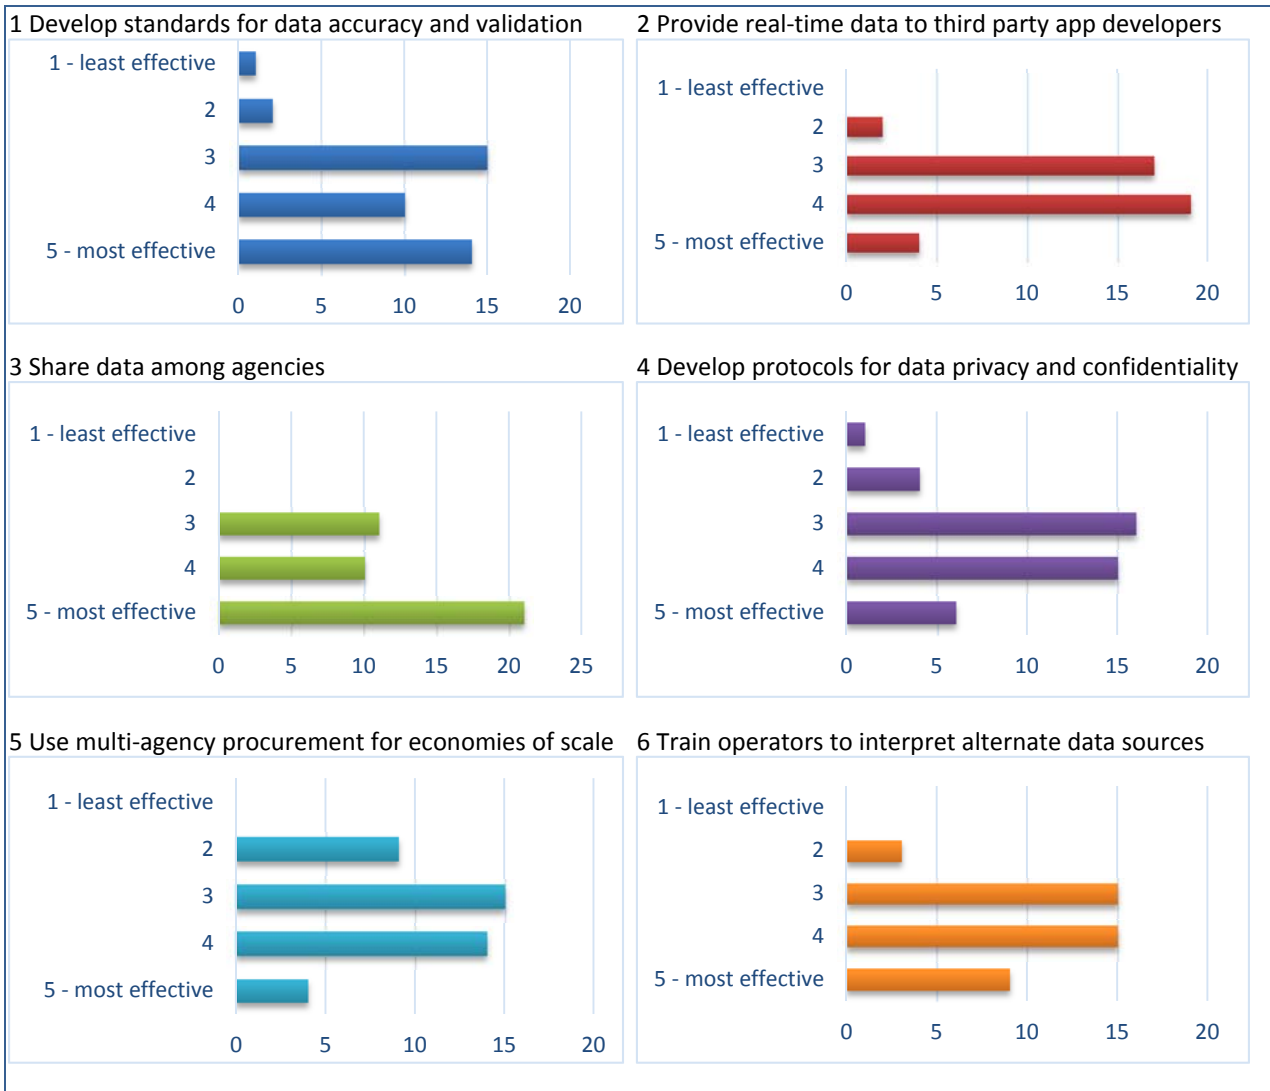 1 Develop standards for data accuracy and validation
1 - least effective
2
3
4
5 - most effective
0 5 10 15 20
2 Provide real-time data to third party app developers
1 - least effective
2
3
4
5 - most effective
0 5 10 15 20
3 Share data among agencies
1 - least effective
2
3
4
5 - most effective
0 5 10 15 20 25
4 Develop protocols for data privacy and confidentiality
1 - least effective
2
3
4
5 - most effective
0 5 10 15 20
5 Use multi-agency procurement for economies of scale
1 - least effective
2
3
4
5 - most effective
0 5 10 15 20
6 Train operators to interpret alternate data sources
1 - least effective
2
3
4
5 - most effective
0 5 10 15 20